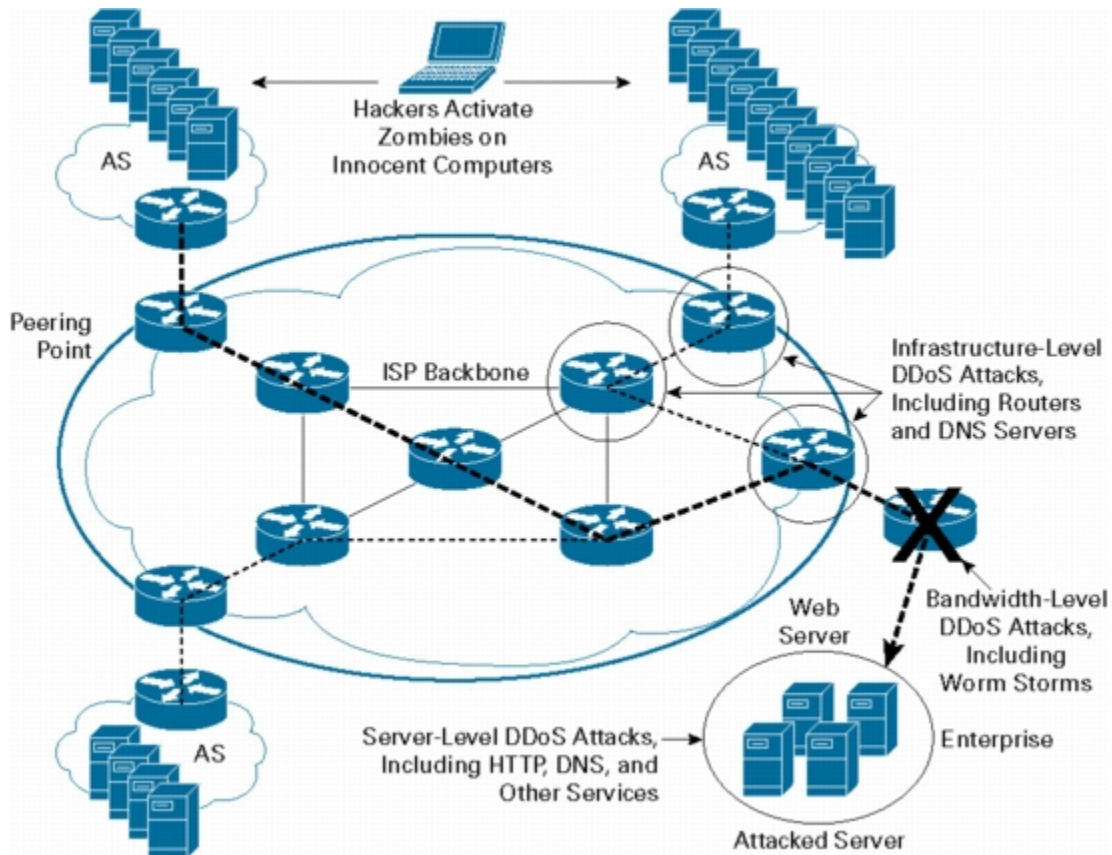 Hackers Activate
Zombies on
Innocent Computers
AS
AS
Peering
Point
ISP Backbone
Infrastructure-Level
DDoS Attacks,
Including Routers
and DNS Servers
Web
Server
Bandwidth-Level
DDoS Attacks,
Including
Worm Storms
AS
Server-Level DDoS Attacks,
Including HTTP, DNS, and
Other Services
Enterprise
Attacked Server